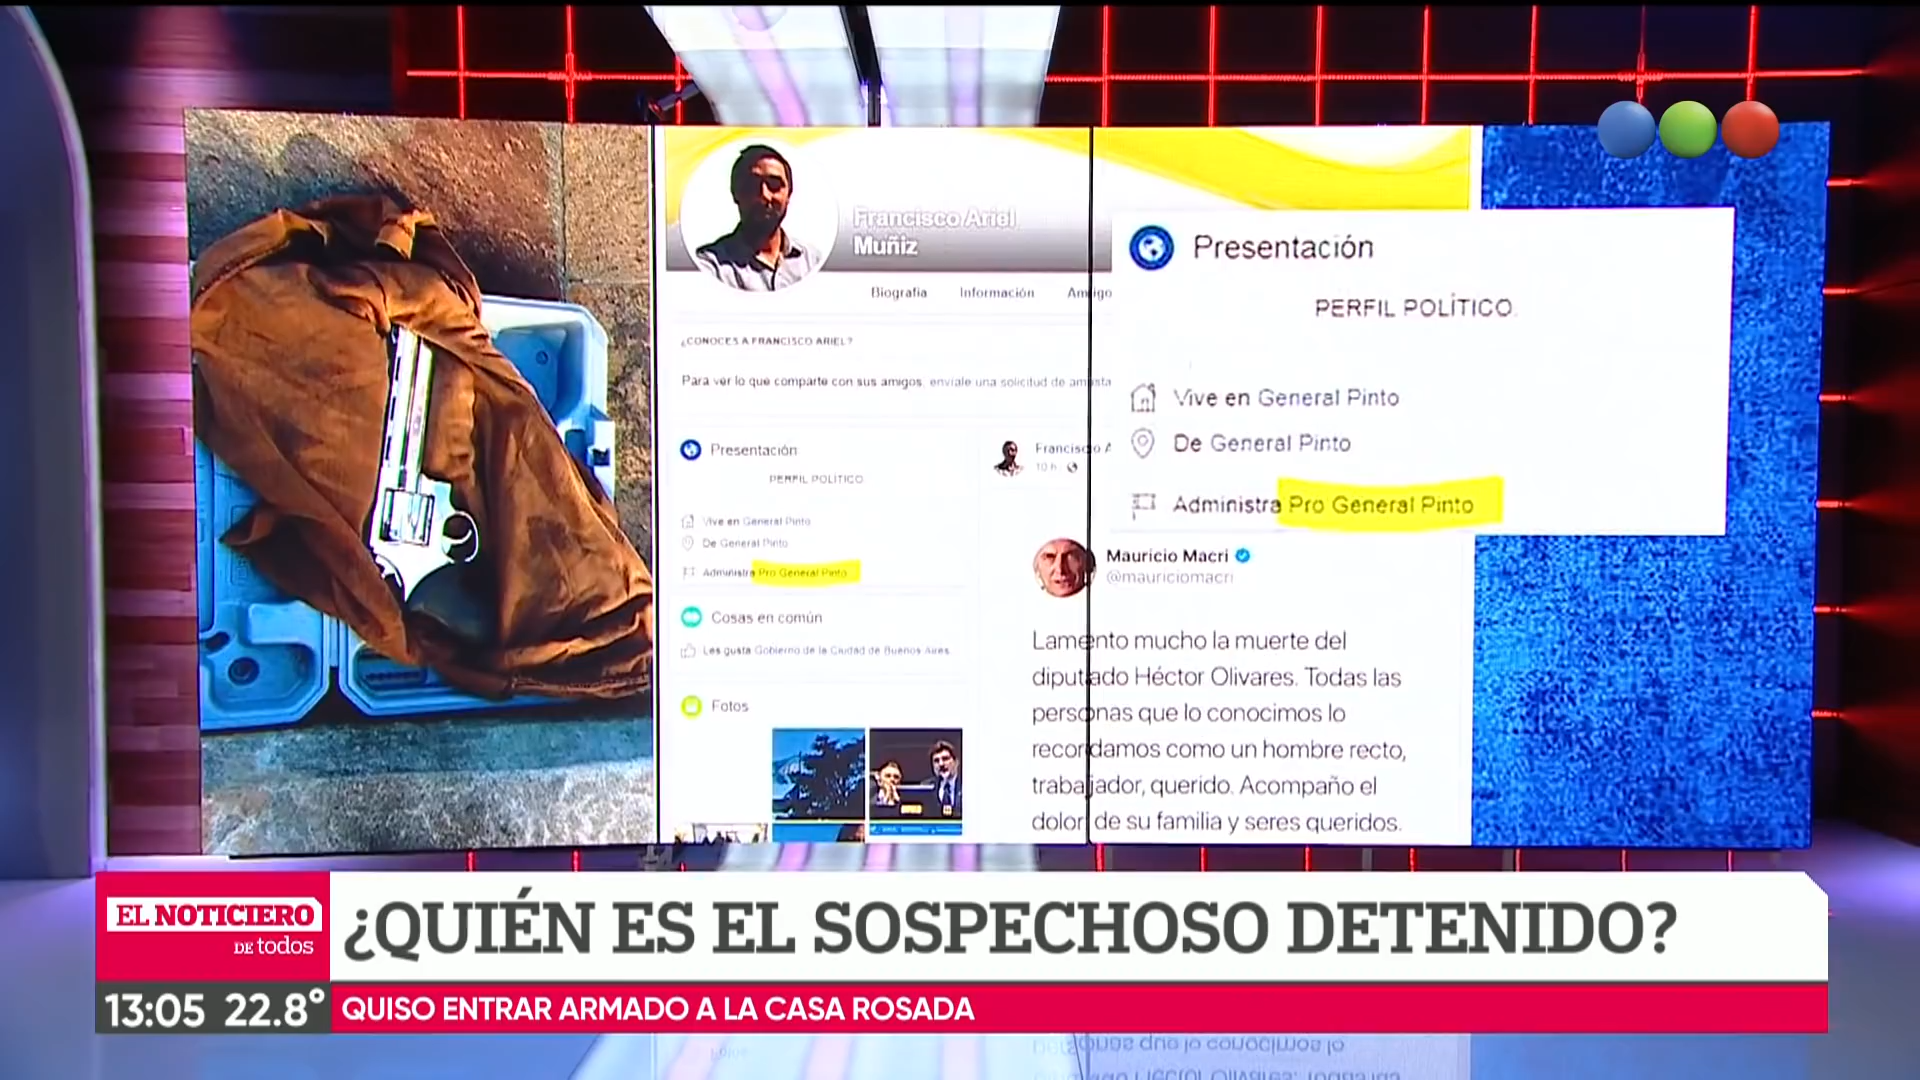 Francisco Ariel
Muñiz
Biografía
Información
Amigo
¿CONOCES A FRANCISCO ARIEL?
Para ver lo que comparte con sus amigos, envíale una solicitud de amista
Presentación
PERFIL POLÍTICO
Vive en General Pinto
De General Pinto
Administra Pro General Pinto
Cosas en común
Les gusta Gobierno de la Ciudad de Buenos Aires
Fotos
Francisco A
10 h
Presentación
PERFIL POLÍTICO.
Vive en General Pinto
De General Pinto
Administra Pro General Pinto
Mauricio Macri
@mauriciomacri
Lamento mucho la muerte del
diputado Héctor Olivares. Todas las
personas que lo conocimos lo
recordamos como un hombre recto,
trabajador, querido. Acompaño el
dolor de su familia y seres queridos.
EL NOTICIERO
DE todos
¿QUIÉN ES EL SOSPECHOSO DETENIDO?
13:05 22.8°
QUISO ENTRAR ARMADO A LA CASA ROSADA